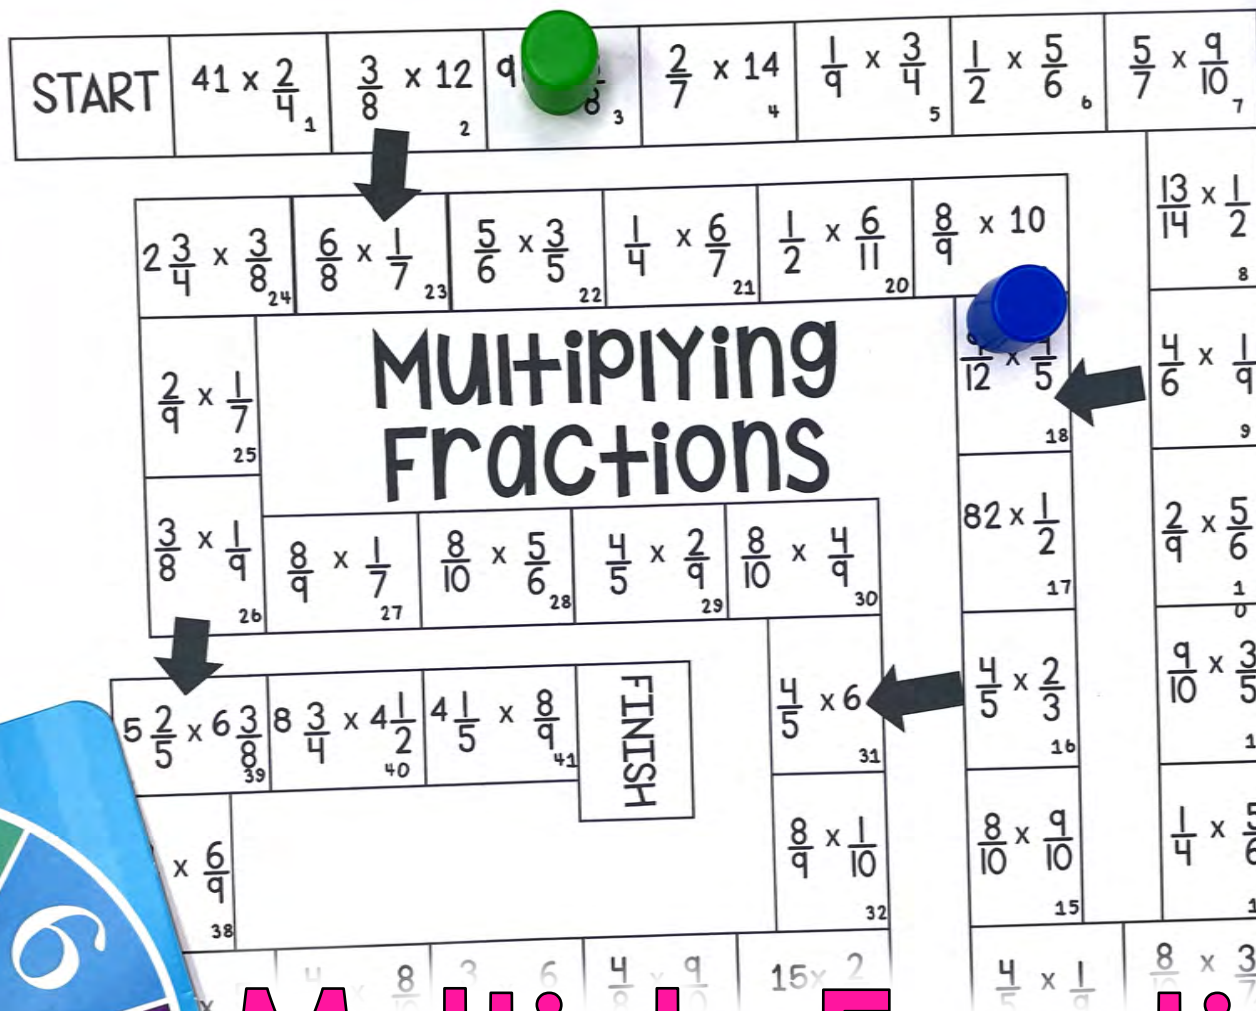 START
41 x 2/4 1
3/8 x 12 2
9 8 3
2/7 x 14 4
1/9 x 3/4 5
1/2 x 5/6 6
5/7 x 9/10 7
13/14 x 1/2 8
4/6 x 1/9 9
2/9 x 5/6 10
9/10 x 3/5 1
1/4 x 5/6 1
2 3/4 x 3/8 24
6/8 x 1/7 23
5/6 x 3/5 22
1/4 x 6/7 21
1/2 x 6/11 20
8/9 x 10
12 x 5 18
82 x 1/2 17
4/5 x 2/3 16
8/10 x 9/10 15
2/9 x 1/7 25
3/8 x 1/9 26
Multiplying
Fractions
8/9 x 1/7 27
8/10 x 5/6 28
4/5 x 2/9 29
8/10 x 4/9 30
4/5 x 6 31
8/9 x 1/10 32
5 2/5 x 6 3/8 39
8 3/4 x 4 1/2 40
4 1/5 x 8/9 41
FINISH
x 6/9 38
6
15 x 2
8 x 3